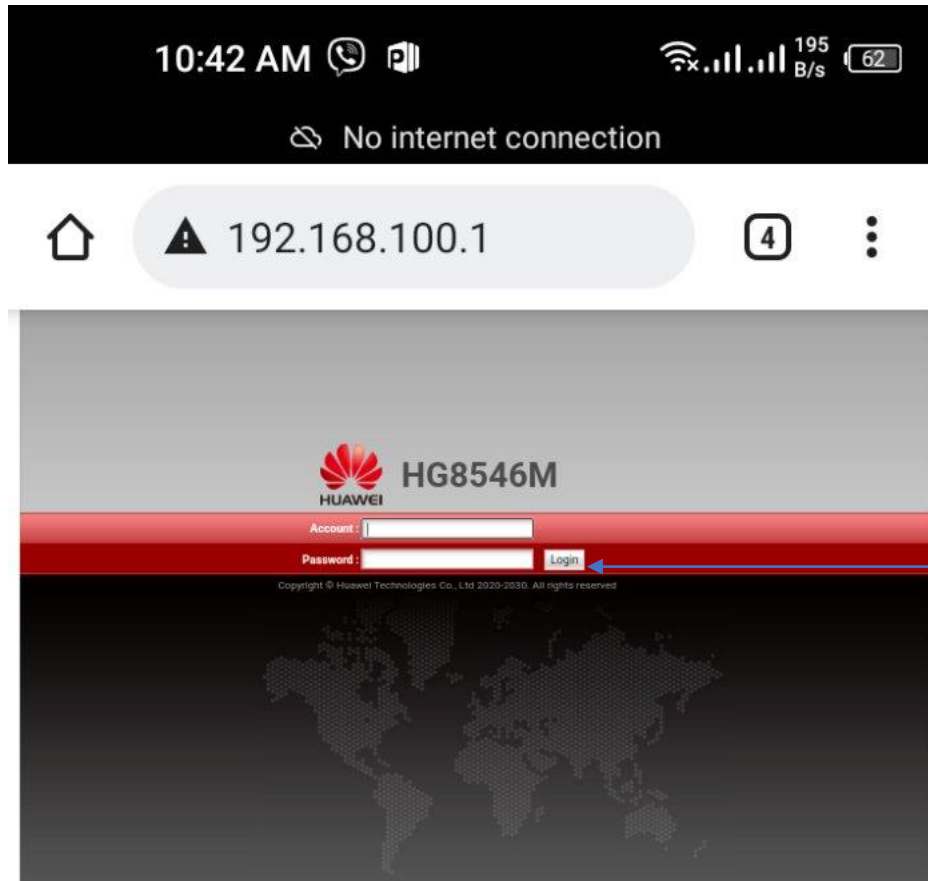 10:42 AM 195 B/s 62
No internet connection
192.168.100.1 4
HUAWEI HG8546M
Account :
Password : Login
Copyright © Huawei Technologies Co., Ltd 2020-2030. All rights reserved